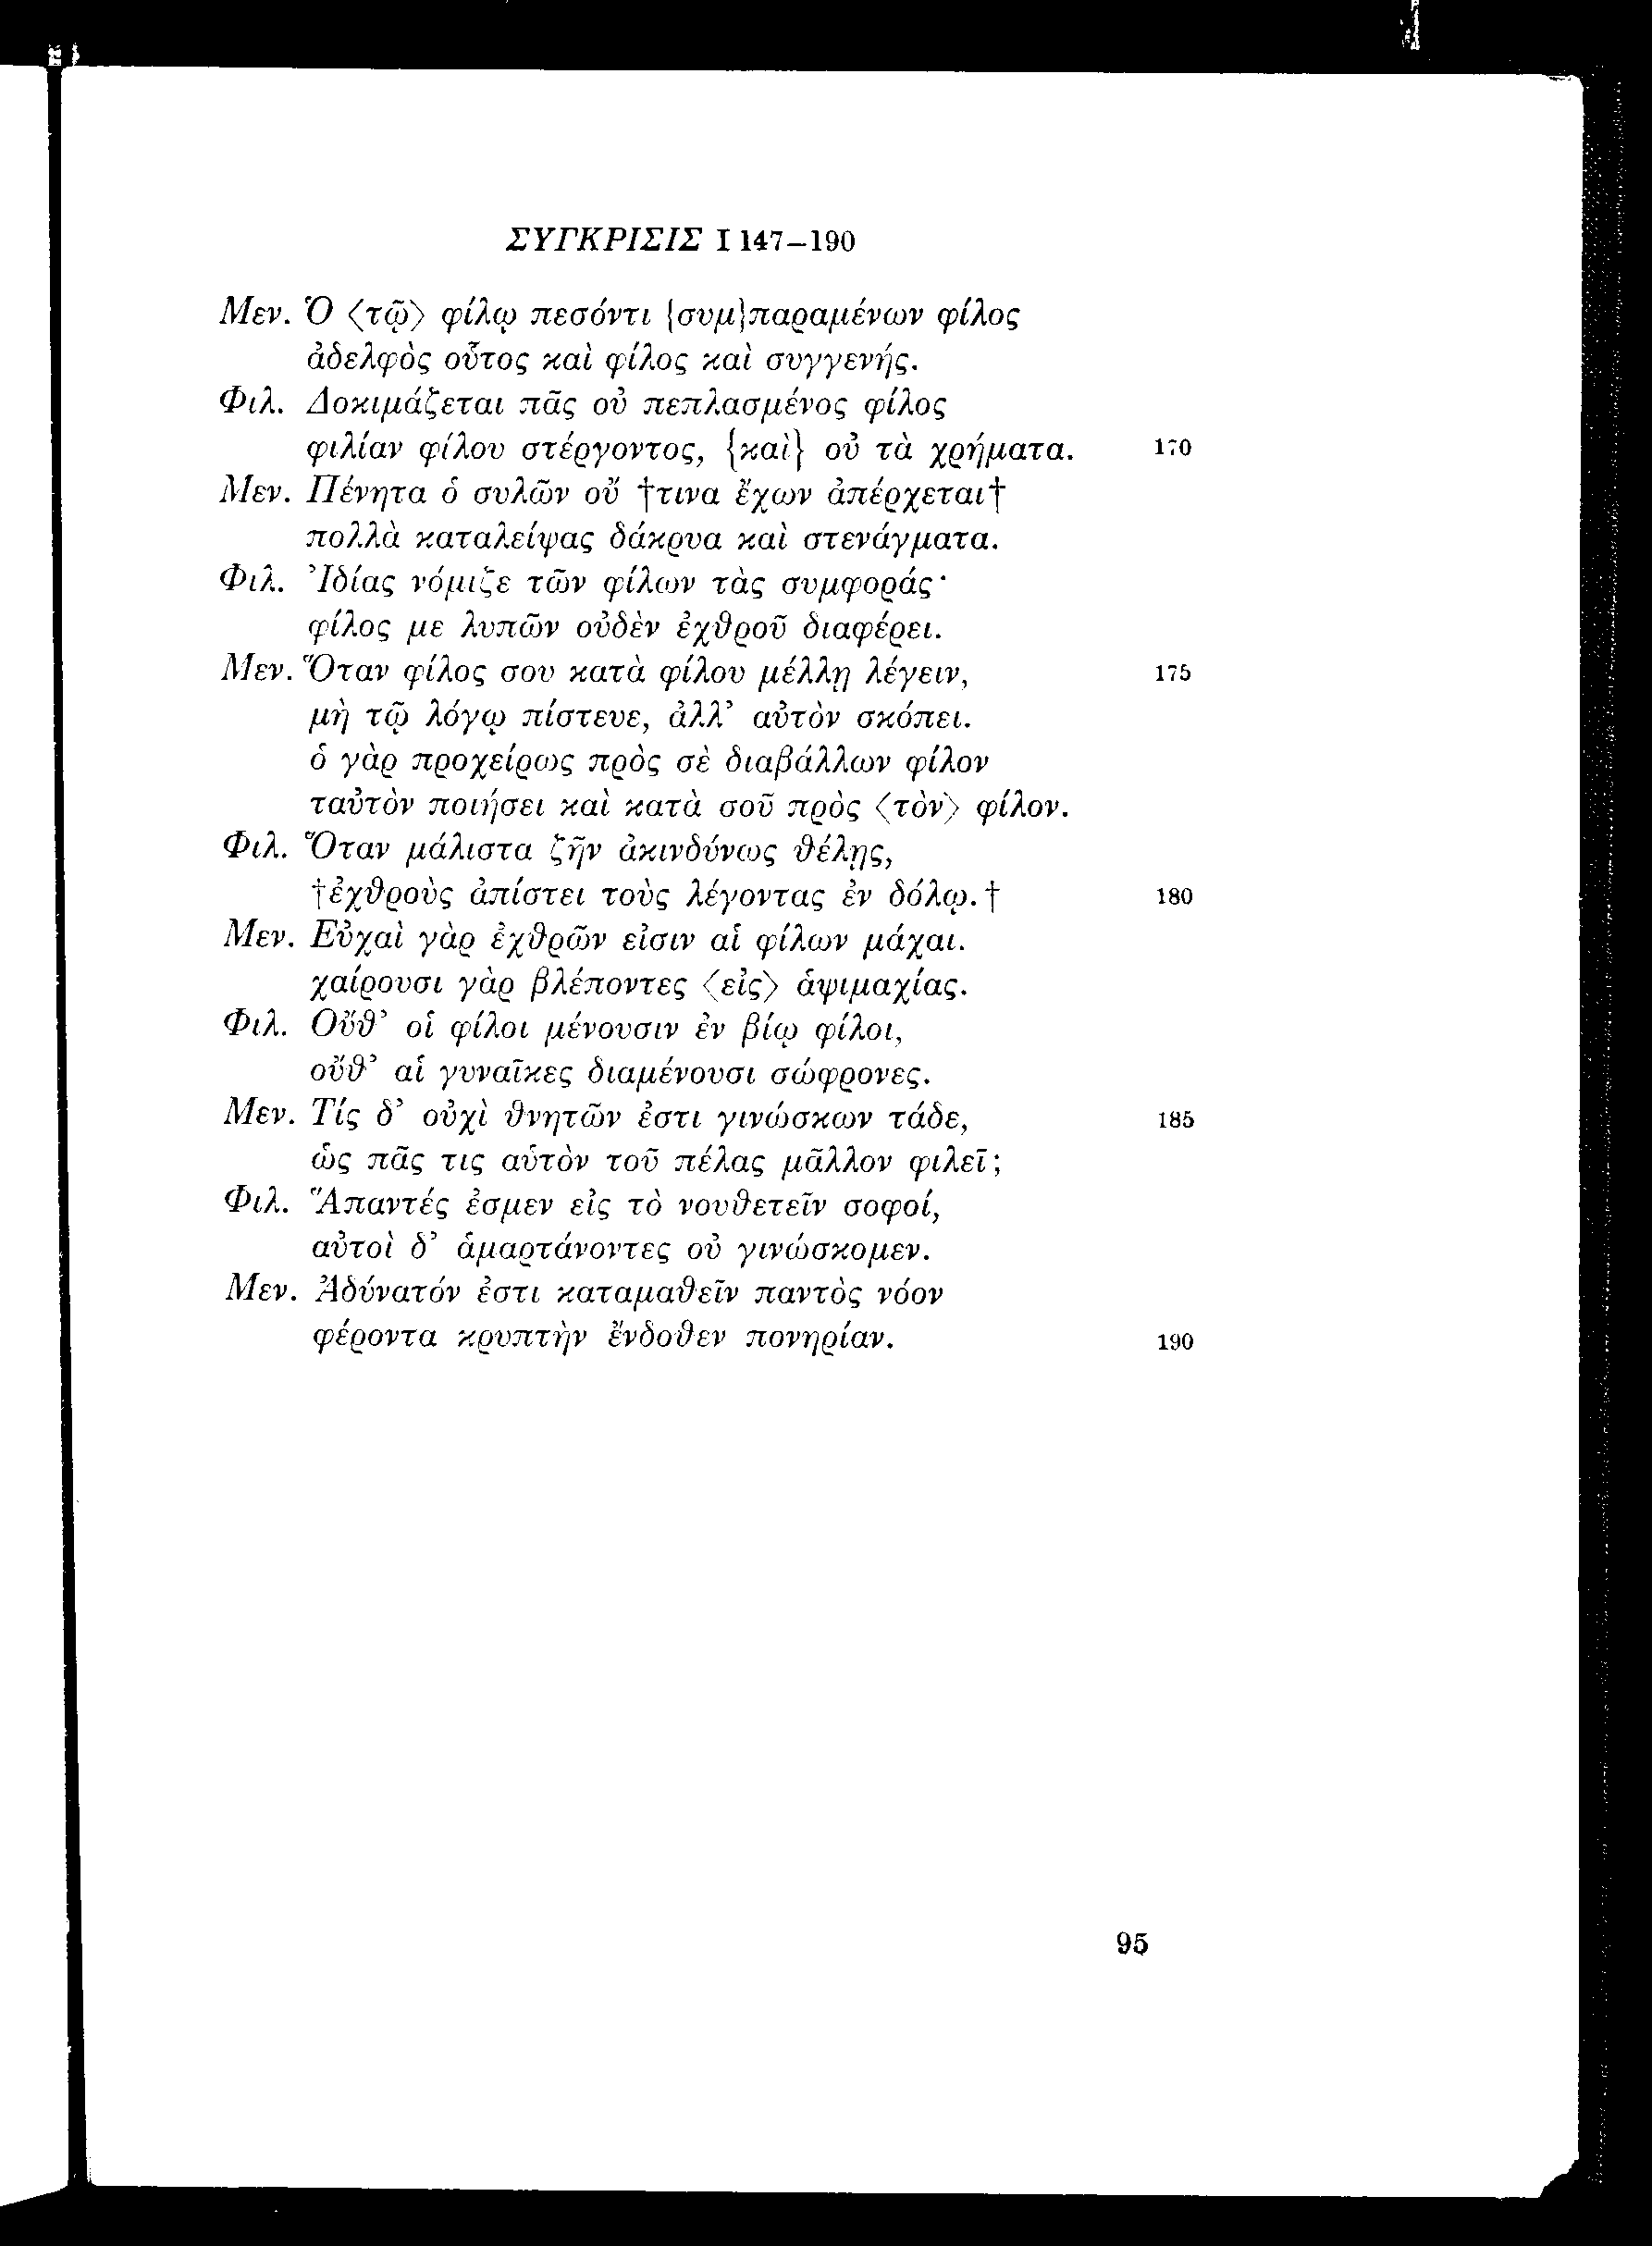 ΣΥΓΚΡΙΣΙΣ I 147–190
Μεν. Ὁ 〈τῷ〉 φίλῳ πεσόντι {συμ}παραμένων φίλος
ἀδελφὸς οὗτος καὶ φίλος καὶ συγγενής.
Φιλ. Δοκιμάζεται πᾶς οὐ πεπλασμένος φίλος
φιλίαν φίλου στέργοντος, {καὶ} οὐ τὰ χρήματα. 170
Μεν. Πένητα ὁ συλῶν οὔ †τινα ἔχων ἀπέρχεται†
πολλὰ καταλείψας δάκρυα καὶ στενάγματα.
Φιλ. Ἰδίας νόμιζε τῶν φίλων τὰς συμφοράς·
φίλος με λυπῶν οὐδὲν ἐχθροῦ διαφέρει.
Μεν. Ὅταν φίλος σου κατὰ φίλου μέλλῃ λέγειν, 175
μὴ τῷ λόγῳ πίστευε, ἀλλ’ αὐτὸν σκόπει.
ὁ γὰρ προχείρως πρὸς σὲ διαβάλλων φίλον
ταὐτὸν ποιήσει καὶ κατὰ σοῦ πρὸς 〈τὸν〉 φίλον.
Φιλ. Ὅταν μάλιστα ζῆν ἀκινδύνως θέλῃς,
†ἐχθροὺς ἀπίστει τοὺς λέγοντας ἐν δόλῳ.† 180
Μεν. Εὐχαὶ γὰρ ἐχθρῶν εἰσιν αἱ φίλων μάχαι.
χαίρουσι γὰρ βλέποντες 〈εἰς〉 ἁψιμαχίας.
Φιλ. Οὔθ’ οἱ φίλοι μένουσιν ἐν βίῳ φίλοι,
οὔθ’ αἱ γυναῖκες διαμένουσι σώφρονες.
Μεν. Τίς δ’ οὐχὶ θνητῶν ἐστι γινώσκων τάδε, 185
ὡς πᾶς τις αὑτὸν τοῦ πέλας μᾶλλον φιλεῖ;
Φιλ. Ἅπαντές ἐσμεν εἰς τὸ νουθετεῖν σοφοί,
αὐτοὶ δ’ ἁμαρτάνοντες οὐ γινώσκομεν.
Μεν. Ἀδύνατόν ἐστι καταμαθεῖν παντὸς νόον
φέροντα κρυπτὴν ἔνδοθεν πονηρίαν. 190
95